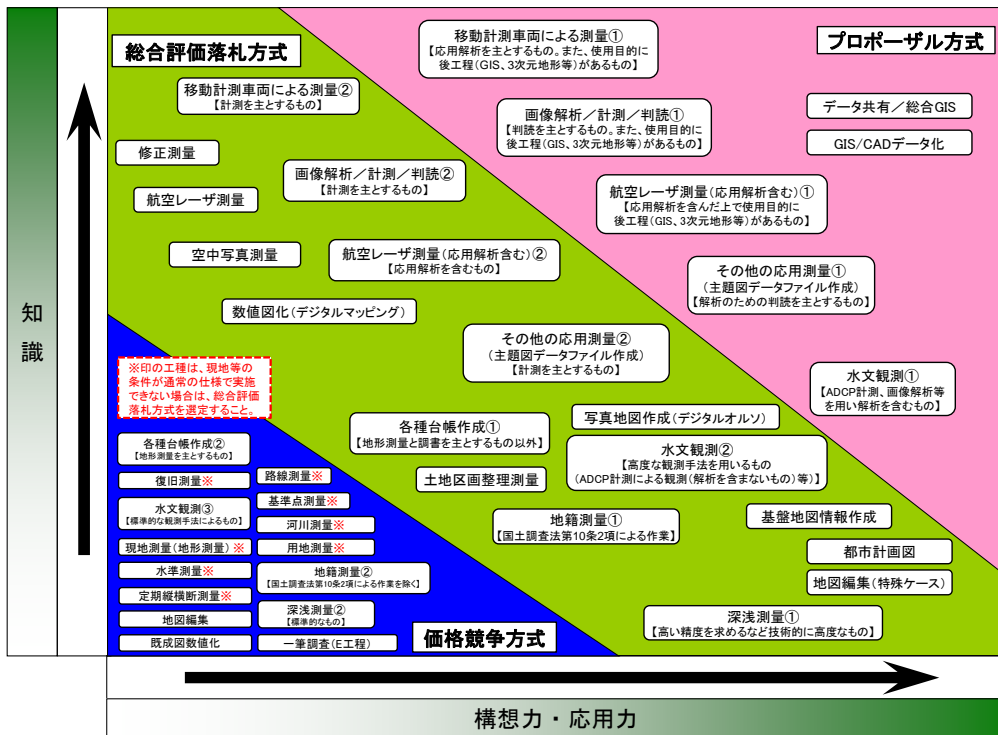 総合評価落札方式
プロポーザル方式
移動計測車両による測量①
【応用解析を主とするもの。また、使用目的に
後工程(GIS、3次元地形等)があるもの】
移動計測車両による測量②
【計測を主とするもの】
画像解析／計測／判読①
【判読を主とするもの。また、使用目的に
後工程(GIS、3次元地形等)があるもの】
データ共有／総合GIS
GIS/CADデータ化
修正測量
画像解析／計測／判読②
【計測を主とするもの】
航空レーザ測量
航空レーザ測量(応用解析含む)①
【応用解析を含んだ上で使用目的に
後工程(GIS、3次元地形等)があるもの】
空中写真測量
航空レーザ測量(応用解析含む)②
【応用解析を含むもの】
その他の応用測量①
(主題図データファイル作成)
【解析のための判読を主とするもの】
数値図化(デジタルマッピング)
その他の応用測量②
(主題図データファイル作成)
【計測を主とするもの】
知
識
※印の工種は、現地等の
条件が通常の仕様で実施
できない場合は、総合評価
落札方式を選定すること。
水文観測①
【ADCP計測、画像解析等
を用い解析を含むもの】
写真地図作成(デジタルオルソ)
各種台帳作成①
【地形測量と調書を主とするもの以外】
水文観測②
【高度な観測手法を用いるもの
(ADCP計測による観測(解析を含まないもの)等)】
土地区画整理測量
地籍測量①
【国土調査法第10条2項による作業】
基盤地図情報作成
都市計画図
地図編集(特殊ケース)
深浅測量①
【高い精度を求めるなど技術的に高度なもの】
各種台帳作成②
【地形測量を主とするもの】
復旧測量※
水文観測③
【標準的な観測手法によるもの】
現地測量(地形測量)※
水準測量※
定期縦横断測量※
地図編集
既成図数値化
路線測量※
基準点測量※
河川測量※
用地測量※
地籍測量②
【国土調査法第10条2項による作業を除く】
深浅測量②
【標準的なもの】
一筆調査(E工程)
価格競争方式
構想力・応用力